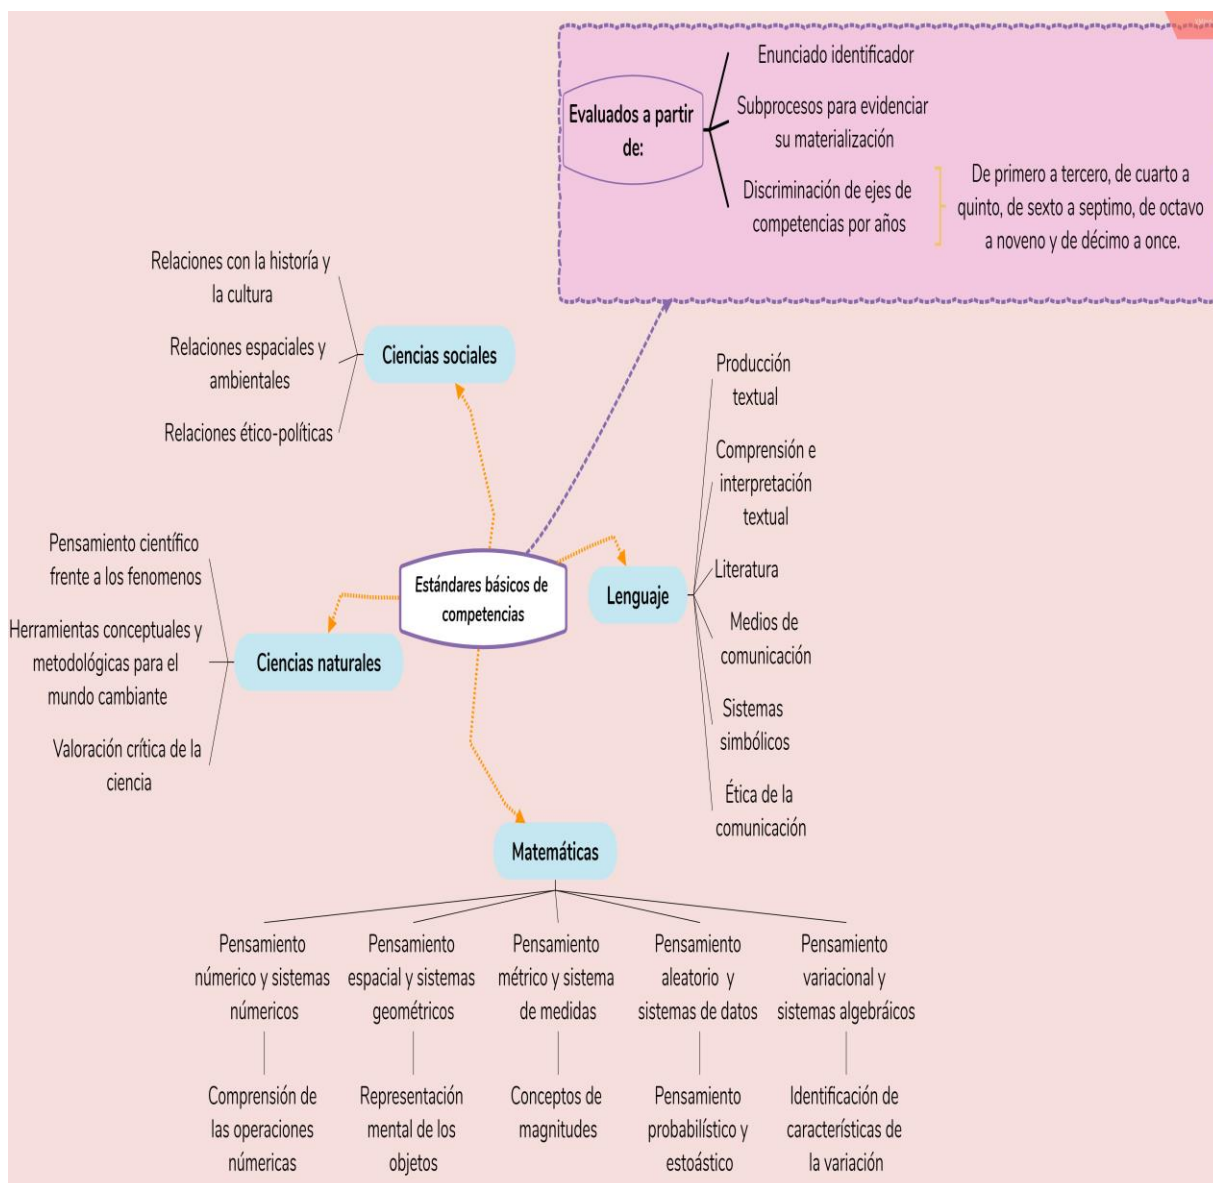 Enunciado identificador
Evaluados a partir
de:
Subprocesos para evidenciar
su materialización
Discriminación de ejes de
competencias por años
De primero a tercero, de cuarto a
quinto, de sexto a septimo, de octavo
a noveno y de décimo a once.
Relaciones con la historía y
la cultura
Relaciones espaciales y
ambientales
Relaciones ético-políticas
Ciencias sociales
Producción
textual
Comprensión e
interpretación
textual
Literatura
Medios de
comunicación
Sistemas
simbólicos
Ética de la
comunicación
Lenguaje
Estándares básicos de
competencias
Pensamiento científico
frente a los fenomenos
Herramientas conceptuales y
metodológicas para el
mundo cambiante
Valoración crítica de la
ciencia
Ciencias naturales
Matemáticas
Pensamiento
númerico y sistemas
númericos
Pensamiento
espacial y sistemas
geométricos
Pensamiento
métrico y sistema
de medidas
Pensamiento
aleatorio y
sistemas de datos
Pensamiento
variacional y
sistemas algebráicos
Comprensión de
las operaciones
númericas
Representación
mental de los
objetos
Conceptos de
magnitudes
Pensamiento
probabilístico y
estoástico
Identificación de
características de
la variación